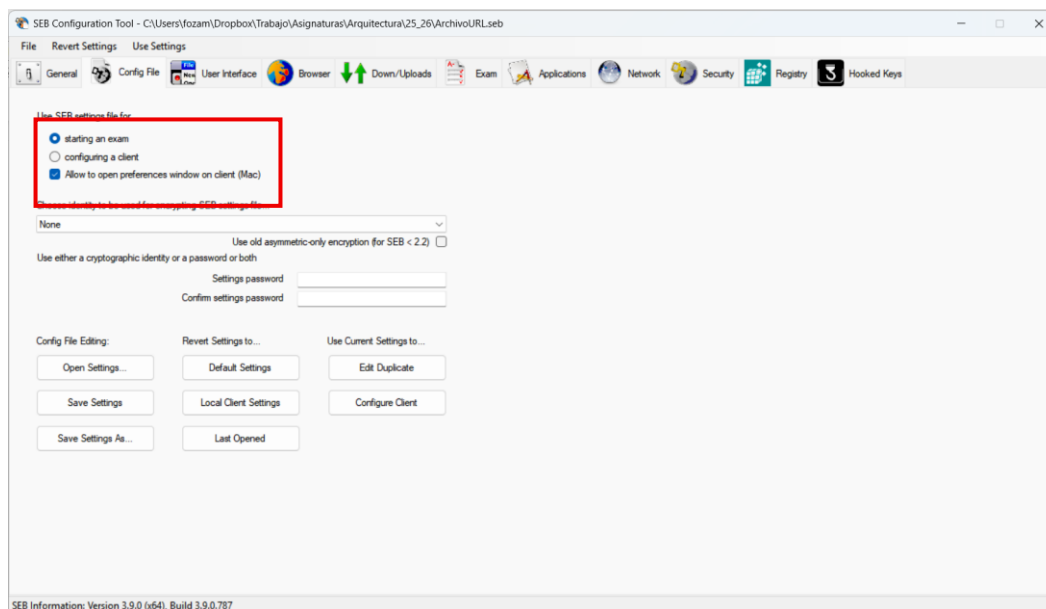 SEB Configuration Tool - C:\Users\fozam\Dropbox\Trabajo\Asignaturas\Arquitectura\25_26\ArchivoURL.seb
File Revert Settings Use Settings
General Config File User Interface Browser Down/Uploads Exam Applications Network Security Registry Hooked Keys
Use SEB settings file for...
starting an exam
configuring a client
Allow to open preferences window on client (Mac)
Choose identity to be used for encrypting SEB settings file...
None
Use old asymmetric-only encryption (for SEB < 2.2)
Use either a cryptographic identity or a password or both
Settings password
Confirm settings password
Config File Editing: Revert Settings to... Use Current Settings to...
Open Settings... Default Settings Edit Duplicate
Save Settings Local Client Settings Configure Client
Save Settings As... Last Opened
SEB Information: Version 3.9.0 (x64), Build 3.9.0.787